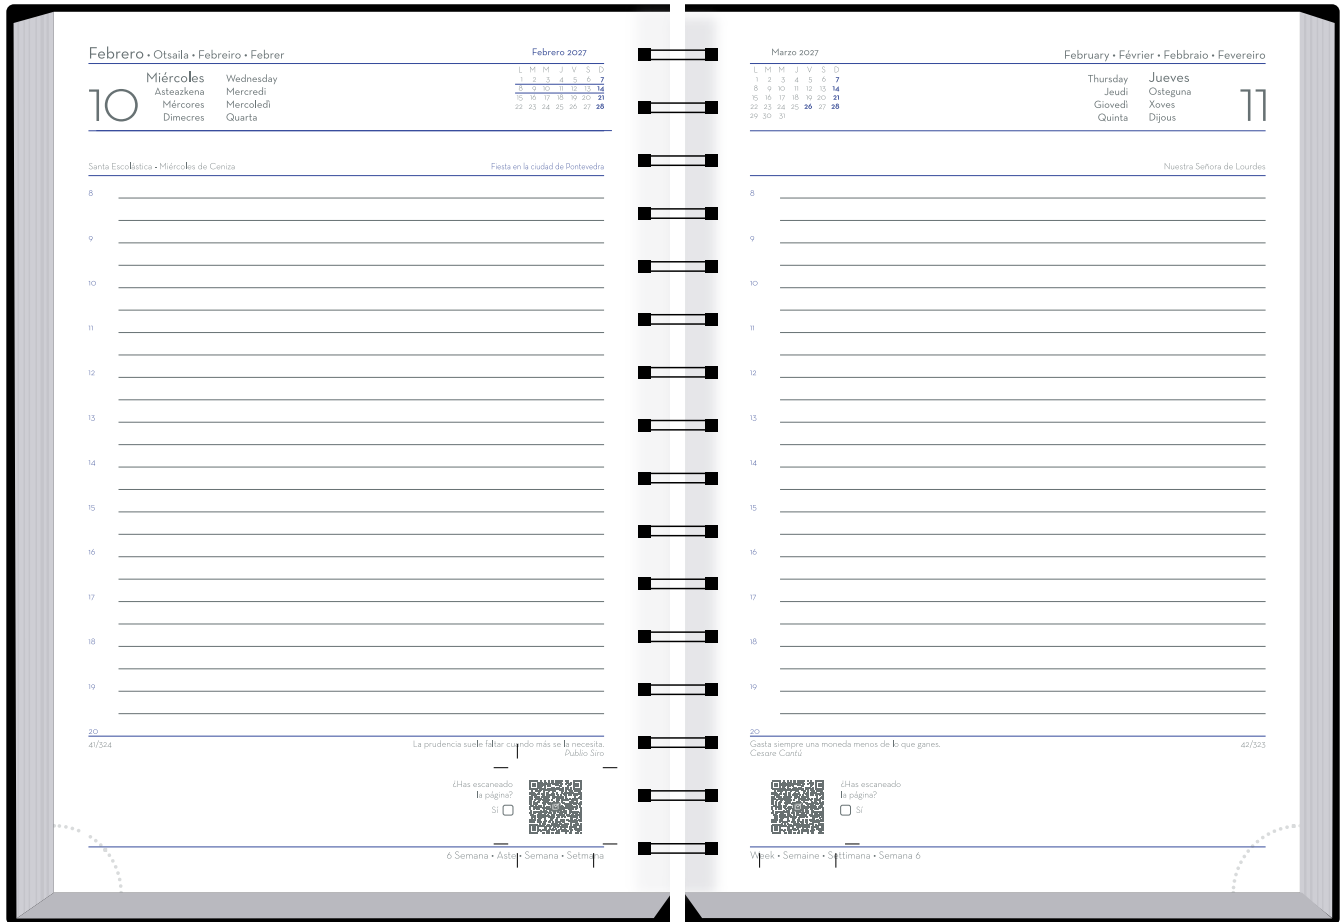 Febrero • Otsaila • Febreiro • Febrer
10
Miércoles Wednesday
Asteazkena Mercredi
Mércores Mercoledì
Dimecres Quarta
Febrero 2027
L M M J V S D
1 2 3 4 5 6 7
8 9 10 11 12 13 14
15 16 17 18 19 20 21
22 23 24 25 26 27 28
Santa Escolástica - Miércoles de Ceniza
Fiesta en la ciudad de Pontevedra
8
9
10
11
12
13
14
15
16
17
18
19
20
41/324
La prudencia suele faltar cuando más se la necesita.
Publio Siro
¿Has escaneado
la página?
Sí
6 Semana • Aste • Semana • Setmana
Marzo 2027
L M M J V S D
1 2 3 4 5 6 7
8 9 10 11 12 13 14
15 16 17 18 19 20 21
22 23 24 25 26 27 28
29 30 31
February • Février • Febbraio • Fevereiro
Thursday Jueves
Jeudi Osteguna
Giovedì Xoves
Quinta Dijous
11
Nuestra Señora de Lourdes
8
9
10
11
12
13
14
15
16
17
18
19
20
Gasta siempre una moneda menos de lo que ganes.
Cesare Cantú
42/323
¿Has escaneado
la página?
Sí
Week • Semaine • Settimana • Semana 6